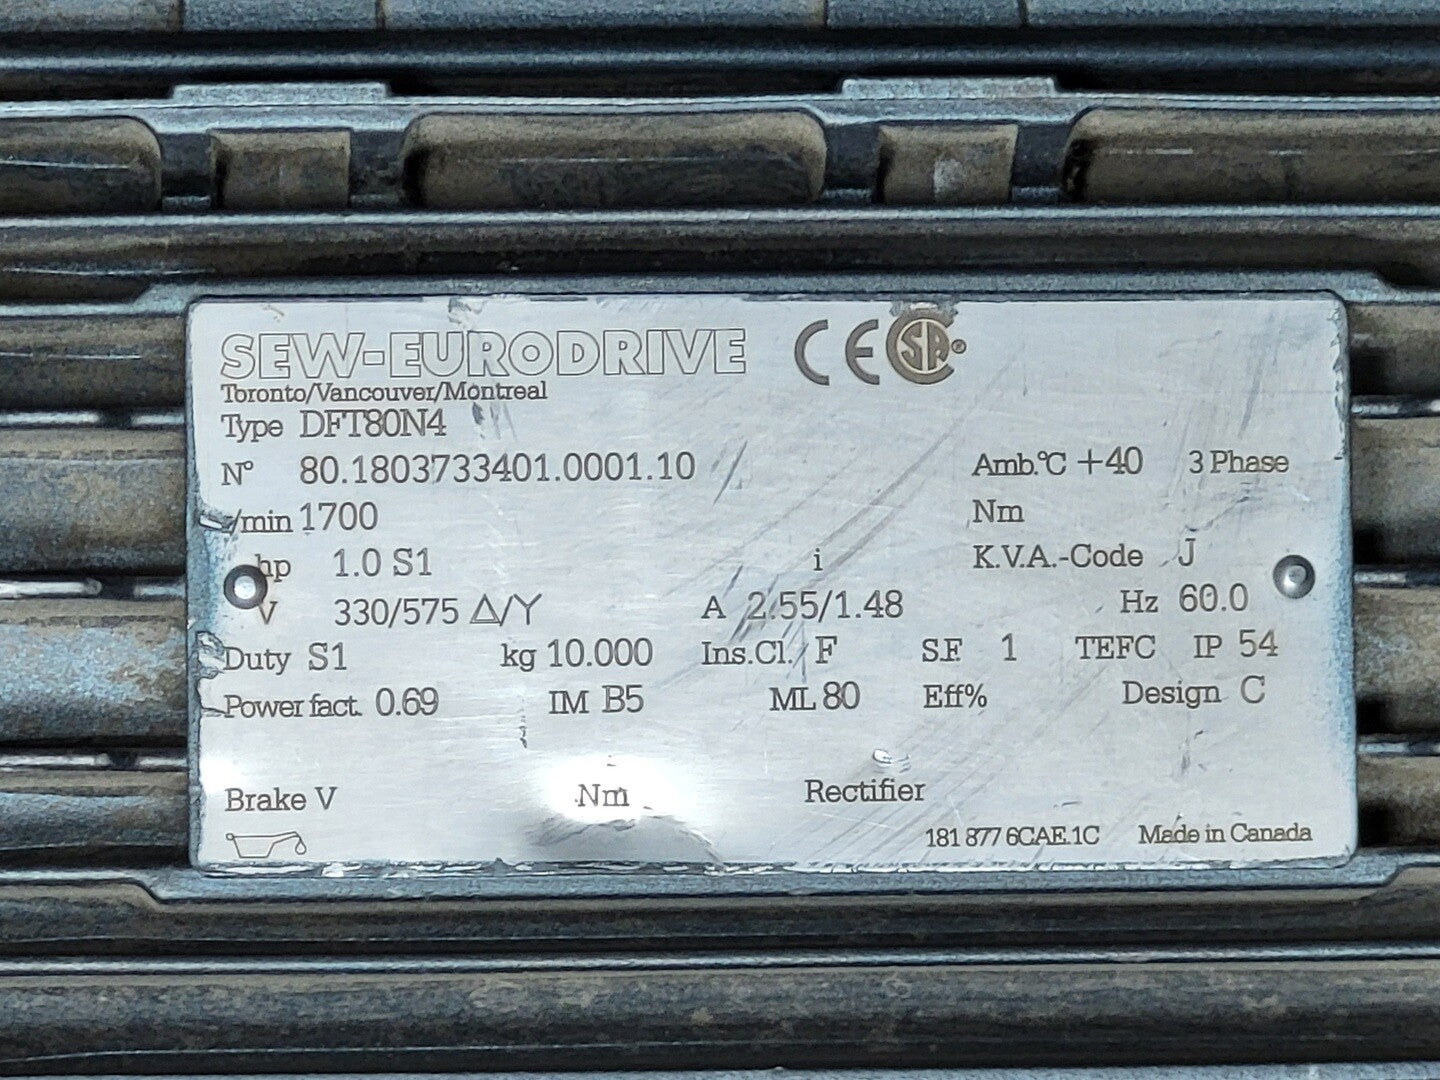 SEW-EURODRIVE CE SA
Toronto/Vancouver/Montreal
Type DFT80N4
N° 80.1803733401.0001.10 Amb.°C +40 3 Phase
/min 1700 Nm
hp 1.0 S1 i K.V.A.-Code J
V 330/575 Δ/Y A 2.55/1.48 Hz 60.0
Duty S1 kg 10.000 Ins.Cl. F S.F. 1 TEFC IP 54
Power fact. 0.69 IM B5 ML 80 Eff% Design C
Brake V Nm Rectifier
181 877 6CAE.1C Made in Canada